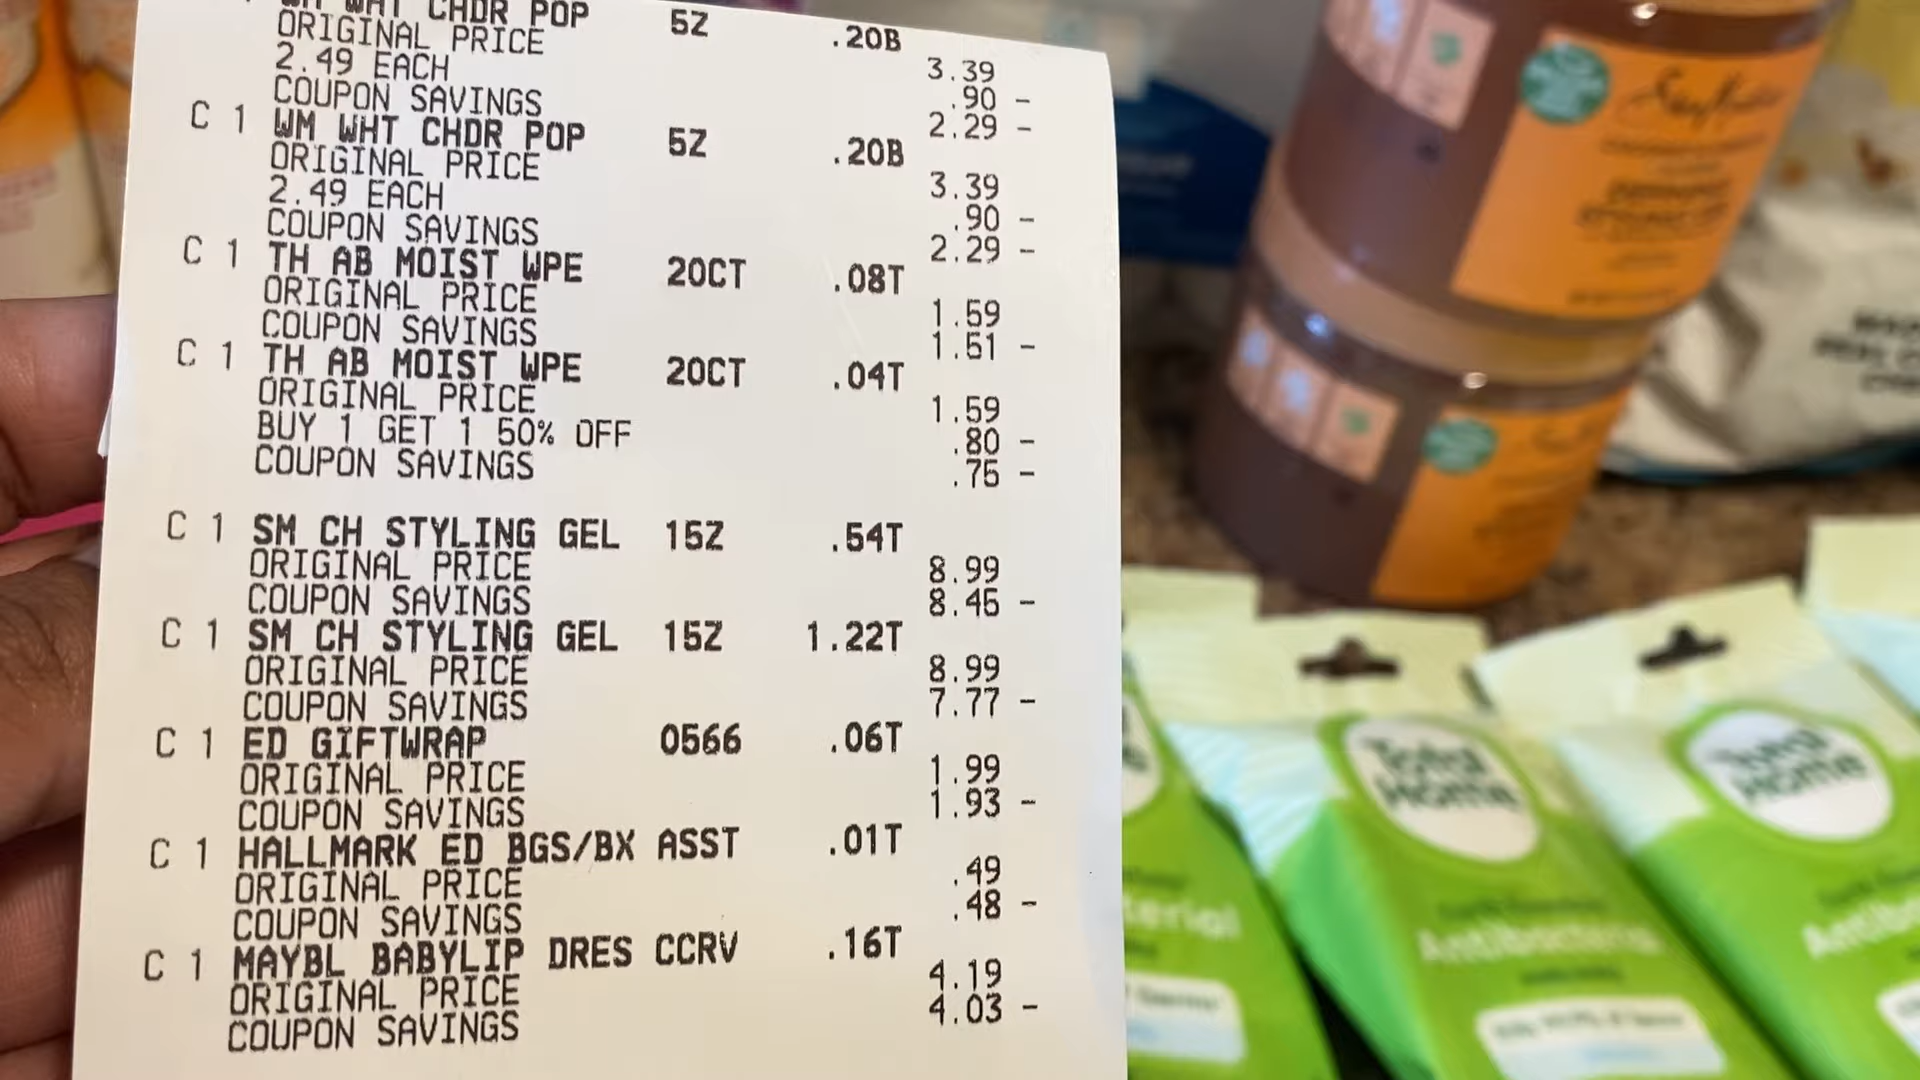 WHT CHDR POP 5Z .20B
ORIGINAL PRICE 3.39
2.49 EACH .90 -
COUPON SAVINGS 2.29 -
C 1 WM WHT CHDR POP 5Z .20B
ORIGINAL PRICE 3.39
2.49 EACH .90 -
COUPON SAVINGS 2.29 -
C 1 TH AB MOIST WPE 20CT .08T
ORIGINAL PRICE 1.59
COUPON SAVINGS 1.51 -
C 1 TH AB MOIST WPE 20CT .04T
ORIGINAL PRICE 1.59
BUY 1 GET 1 50% OFF .80 -
COUPON SAVINGS .75 -
C 1 SM CH STYLING GEL 15Z .54T
ORIGINAL PRICE 8.99
COUPON SAVINGS 8.45 -
C 1 SM CH STYLING GEL 15Z 1.22T
ORIGINAL PRICE 8.99
COUPON SAVINGS 7.77 -
C 1 ED GIFTWRAP 0566 .06T
ORIGINAL PRICE 1.99
COUPON SAVINGS 1.93 -
C 1 HALLMARK ED BGS/BX ASST .01T
ORIGINAL PRICE .49
COUPON SAVINGS .48 -
C 1 MAYBL BABYLIP DRES CCRV .16T
ORIGINAL PRICE 4.19
COUPON SAVINGS 4.03 -
Total
Home
Antibacterial
Total
Home